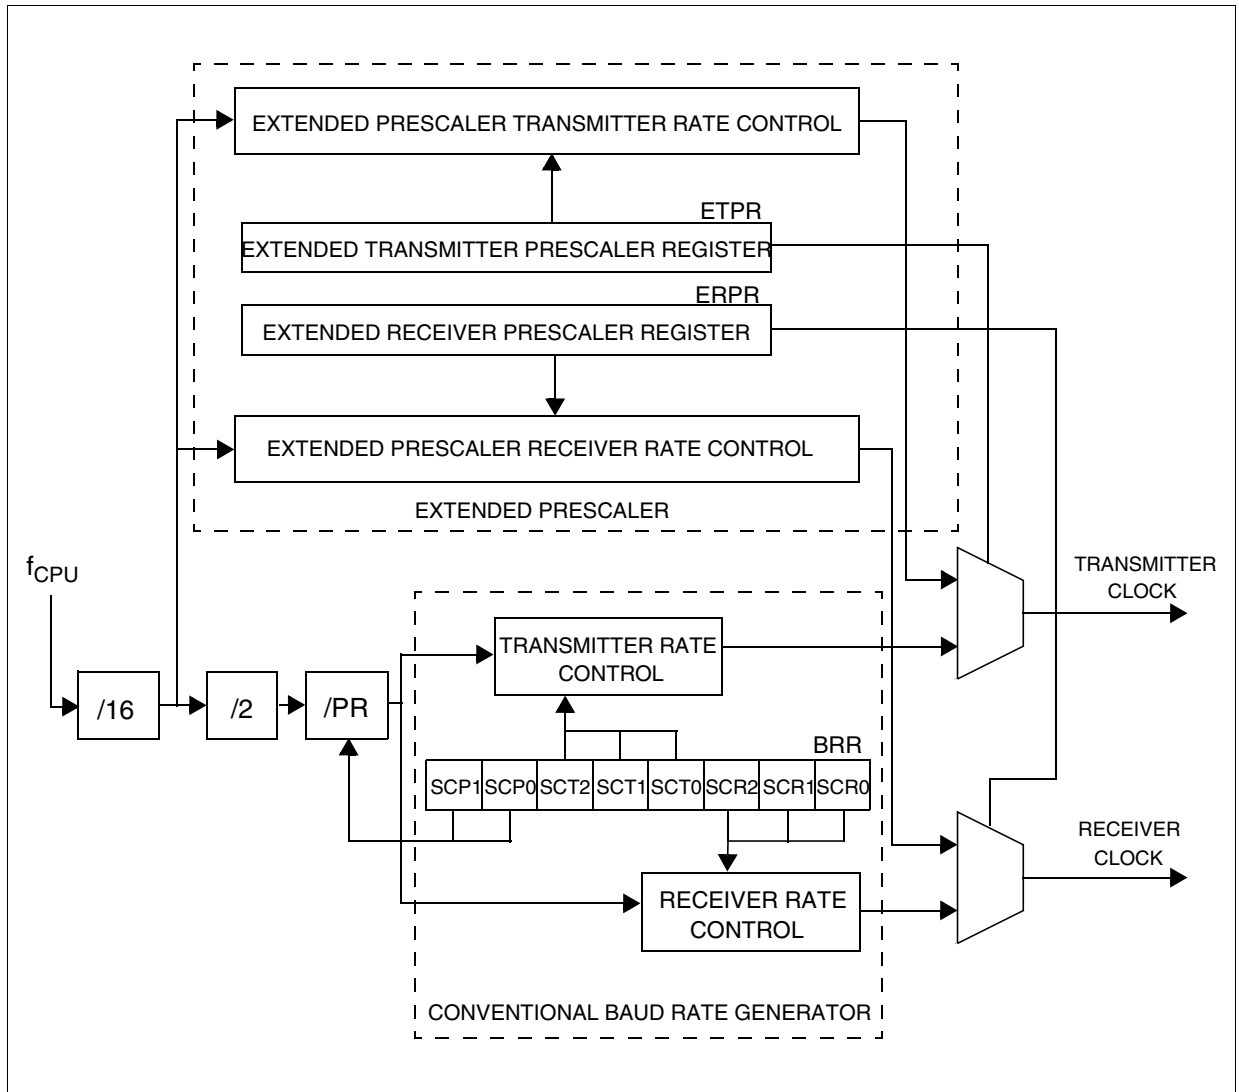 EXTENDED PRESCALER TRANSMITTER RATE CONTROL
ETPR
EXTENDED TRANSMITTER PRESCALER REGISTER
ERPR
EXTENDED RECEIVER PRESCALER REGISTER
EXTENDED PRESCALER RECEIVER RATE CONTROL
EXTENDED PRESCALER
fCPU
TRANSMITTER
CLOCK
TRANSMITTER RATE
CONTROL
/16
/2
/PR
BRR
SCP1 SCP0 SCT2 SCT1 SCT0 SCR2 SCR1 SCR0
RECEIVER
CLOCK
RECEIVER RATE
CONTROL
CONVENTIONAL BAUD RATE GENERATOR